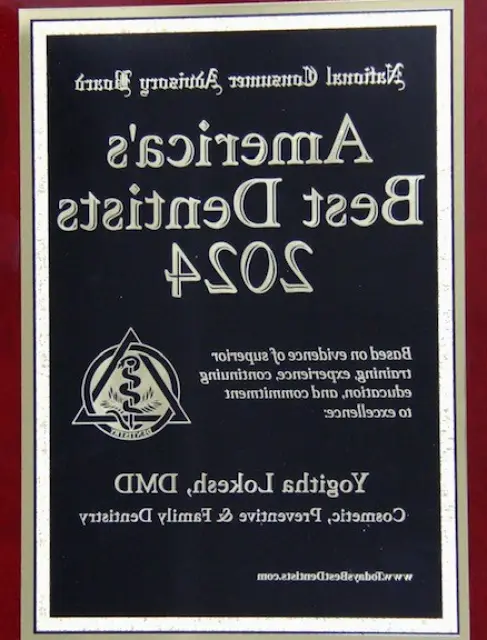 National Consumer Advisory Board
America's
Best Dentists
2024
Based on evidence of superior
training, experience, continuing
education, and commitment
to excellence:
DENTISTRY
Yogitha Lokesh, DMD
Cosmetic, Preventive & Family Dentistry
www.TodaysBestDentists.com